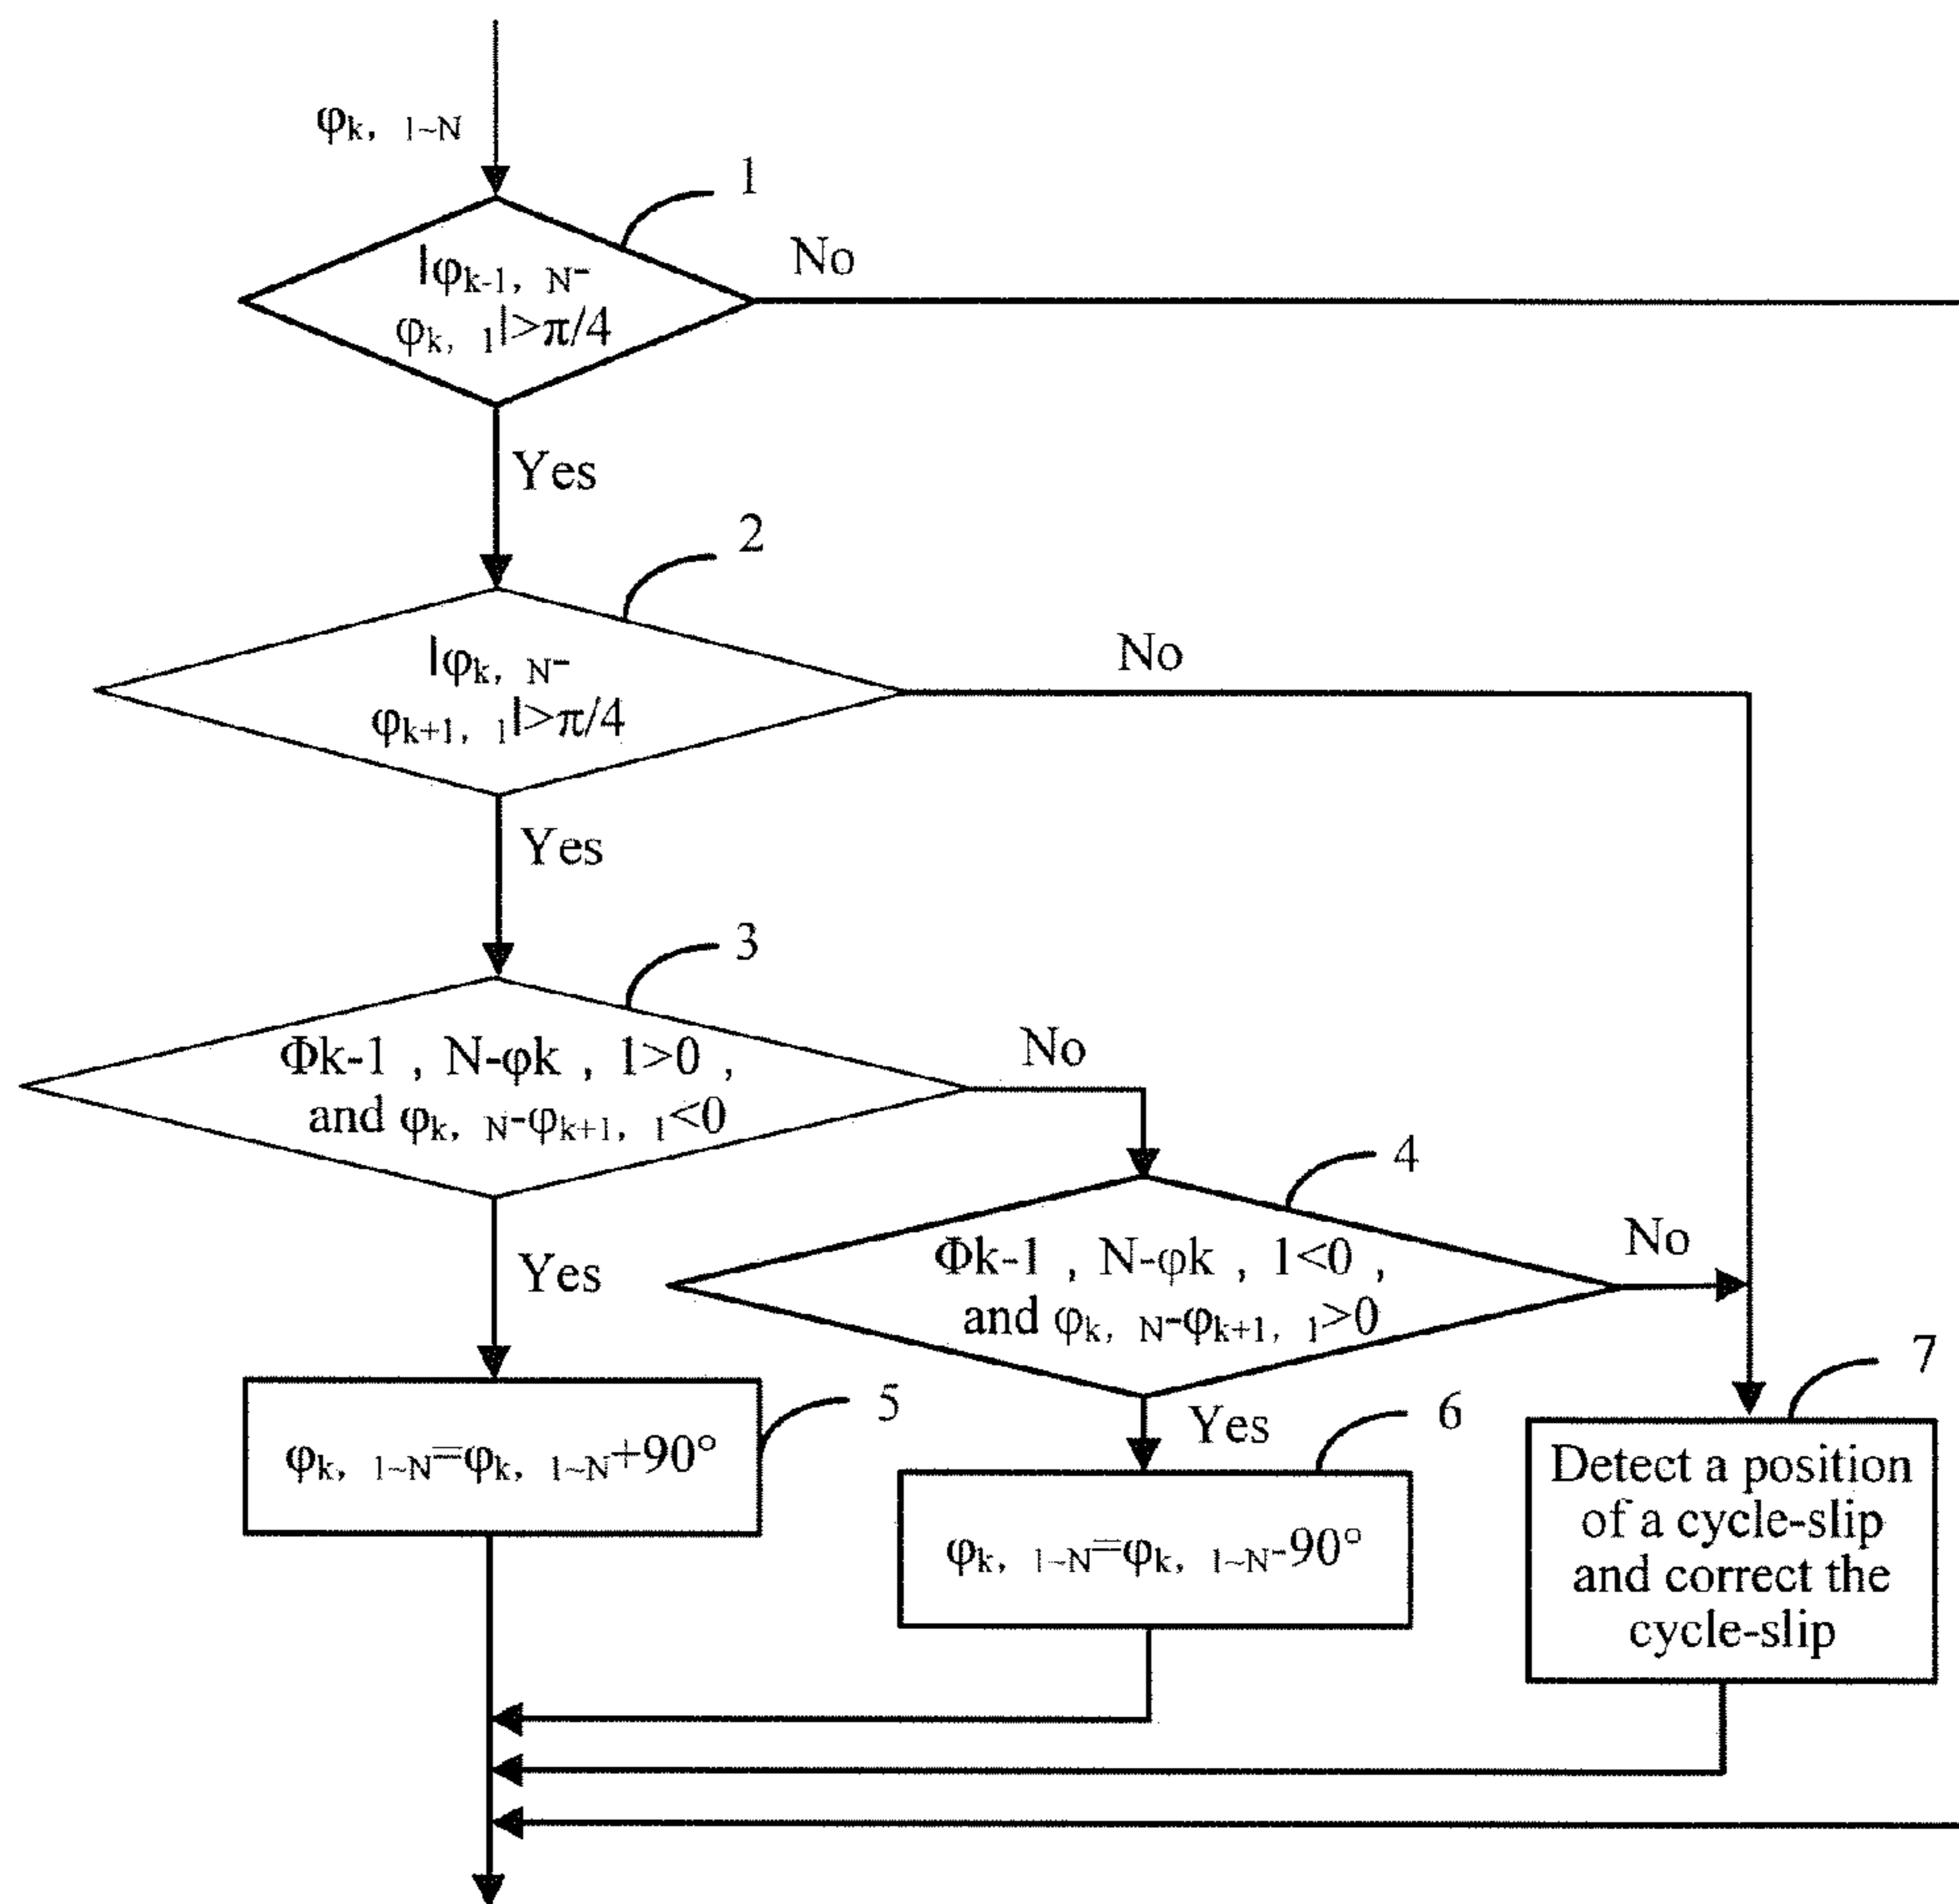 φk, 1~N
1
|φk-1, N-
φk, 1|>π/4
No
Yes
2
|φk, N-
φk+1, 1|>π/4
No
Yes
3
Φk-1 , N-φk , 1>0 ,
and φk, N-φk+1, 1<0
No
Yes
4
Φk-1 , N-φk , 1<0 ,
and φk, N-φk+1, 1>0
No
Yes
5
φk, 1~N=φk, 1~N+90°
6
φk, 1~N=φk, 1~N-90°
7
Detect a position
of a cycle-slip
and correct the
cycle-slip